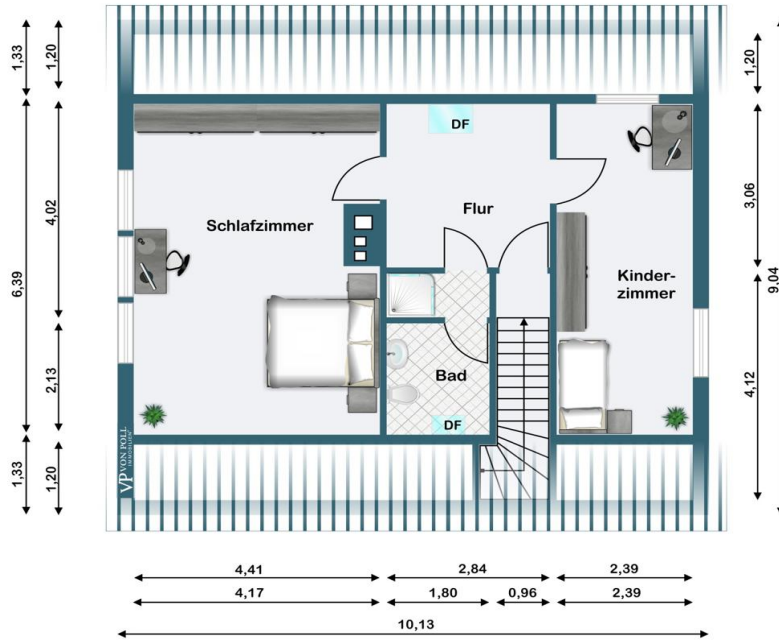 1,33
1,20
1,20
DF
6,39
4,02
Schlafzimmer
Flur
3,06
9,04
Kinder-
zimmer
2,13
Bad
4,12
DF
1,33
1,20
VP VON POLL
IMMOBILIEN
4,41
2,84
2,39
4,17
1,80
0,96
2,39
10,13